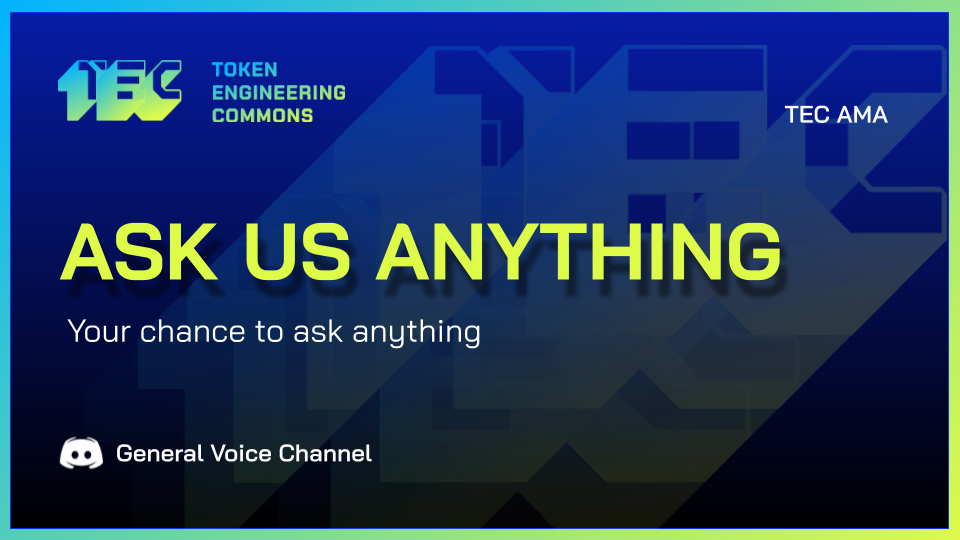 TEC
TOKEN
ENGINEERING
COMMONS
TEC AMA
ASK US ANYTHING
Your chance to ask anything
General Voice Channel